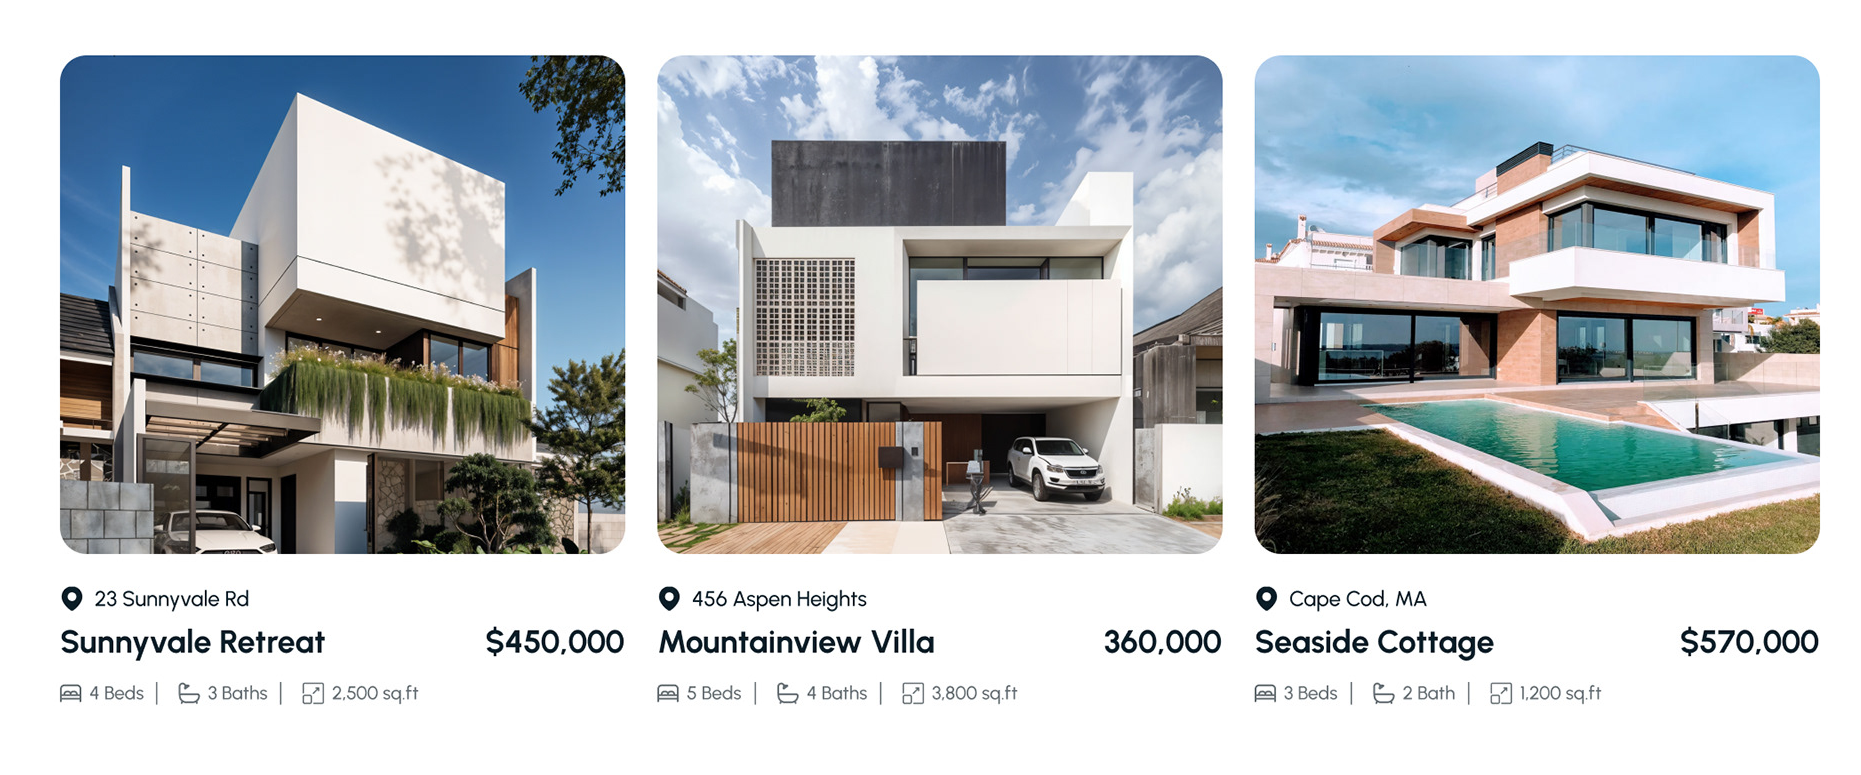 23 Sunnyvale Rd
Sunnyvale Retreat $450,000
4 Beds | 3 Baths | 2,500 sq.ft
456 Aspen Heights
Mountainview Villa 360,000
5 Beds | 4 Baths | 3,800 sq.ft
Cape Cod, MA
Seaside Cottage $570,000
3 Beds | 2 Bath | 1,200 sq.ft